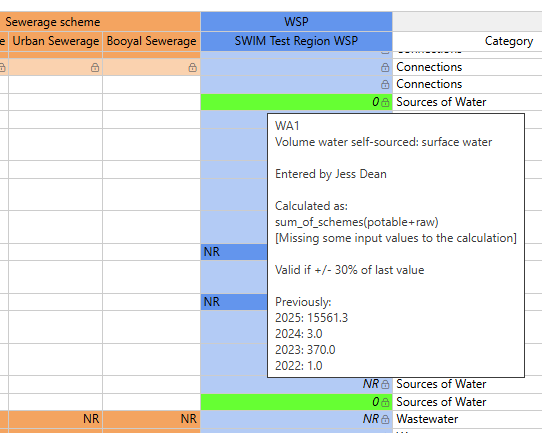 Sewerage scheme WSP
e Urban Sewerage Booyal Sewerage SWIM Test Region WSP Category
Connections
Connections
Connections
0 Sources of Water
WA1
Volume water self-sourced: surface water
Entered by Jess Dean
Calculated as:
sum_of_schemes(potable+raw)
[Missing some input values to the calculation]
NR
Valid if +/- 30% of last value
NR
Previously:
2025: 15561.3
2024: 3.0
2023: 370.0
2022: 1.0
NR Sources of Water
0 Sources of Water
NR NR NR Wastewater